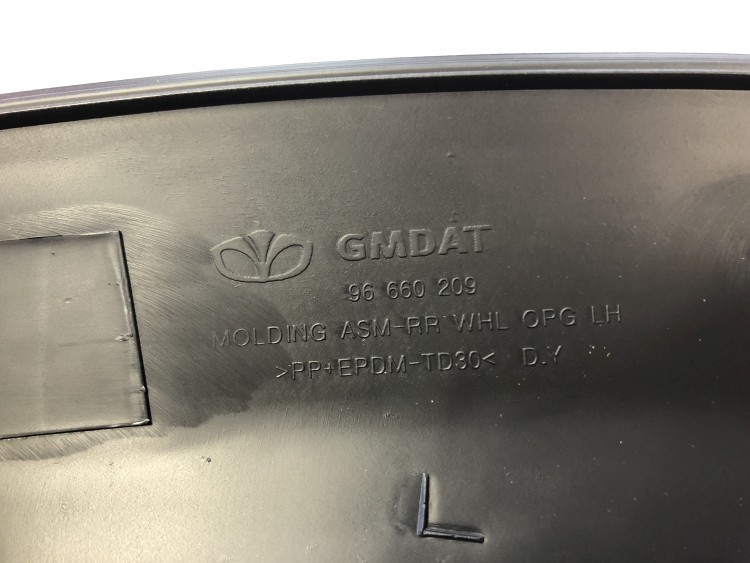 GMDAT
96 660 209
MOLDING ASM-RR WHL OPG LH
>PP+EPDM-TD30< D.Y
L